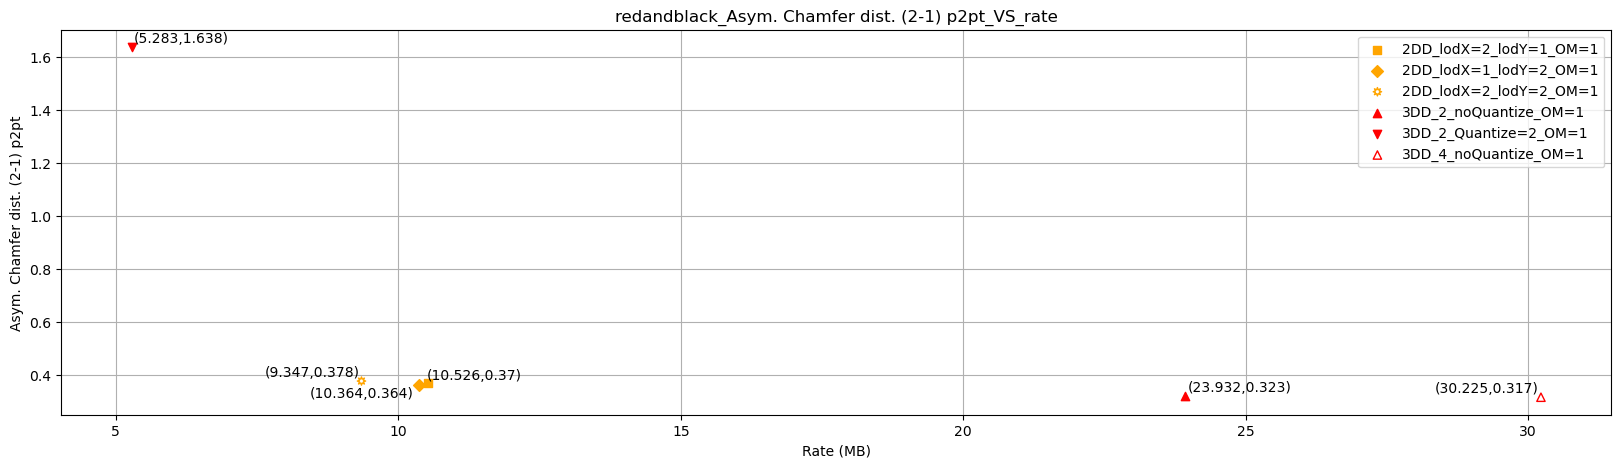 redandblack_Asym. Chamfer dist. (2-1) p2pt_VS_rate
Asym. Chamfer dist. (2-1) p2pt
1.6
1.4
1.2
1.0
0.8
0.6
0.4
(5.283,1.638)
2DD_lodX=2_lodY=1_OM=1
2DD_lodX=1_lodY=2_OM=1
2DD_lodX=2_lodY=2_OM=1
3DD_2_noQuantize_OM=1
3DD_2_Quantize=2_OM=1
3DD_4_noQuantize_OM=1
(9.347,0.378)
(10.526,0.37)
(10.364,0.364)
(23.932,0.323)
(30.225,0.317)
5
10
15
20
25
30
Rate (MB)